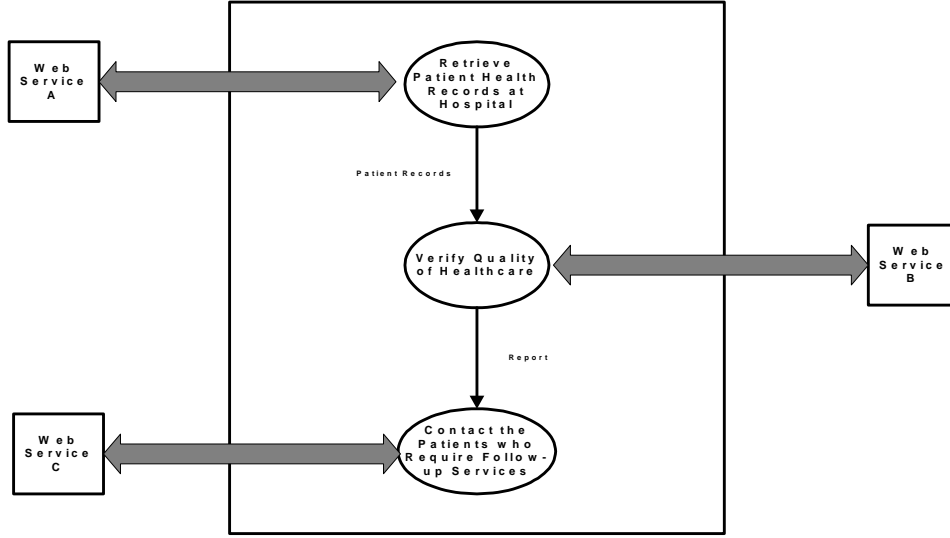 Web
Service
A
Retrieve
Patient Health
Records at
Hospital
Patient Records
Verify Quality
of Healthcare
Web
Service
B
Report
Web
Service
C
Contact the
Patients who
Require Follow-
up Services